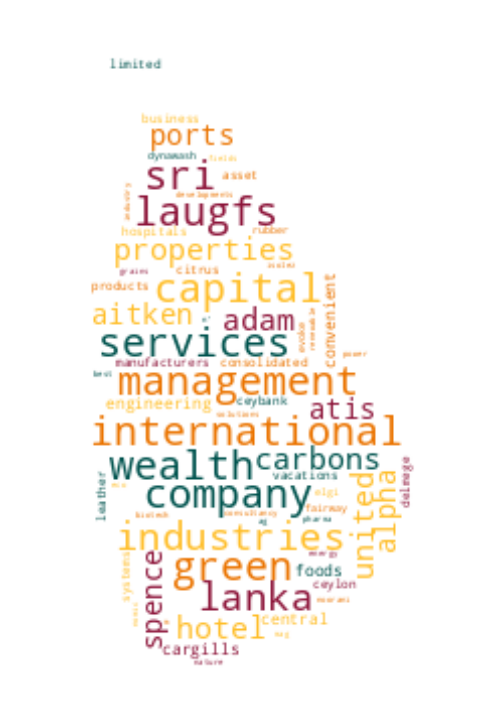 limited
business
ports
dynawash fields
sri asset
industry developments
laugfs
hospitals rubber
properties
grains citrus
products capital
aitken adam convenient
evoke renewable
services
manufacturers consolidated power
best management
engineering ceybank atis
solutions
international
wealth carbons
leather vacations delmege
company
biotech consultancy fairway
ag pharma
industries united alpha
systems energy
spence green foods
ceylon
lanka
hotel central
cargills
nature